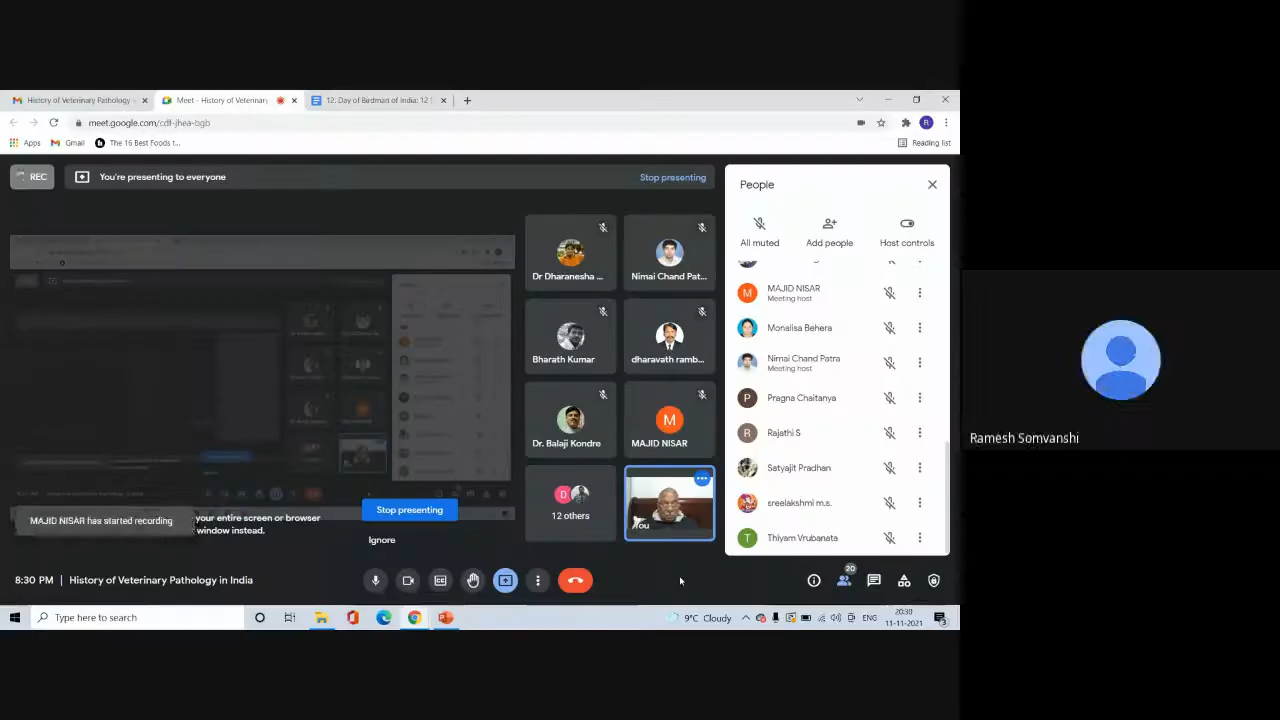 History of Veterinary Pathology -
Meet - History of Veterinary
12. Day of Birdman of India: 12
meet.google.com/cdf-jhea-bgb
R
Apps
Gmail
The 16 Best Foods t...
Reading list
REC
You're presenting to everyone
Stop presenting
People
All muted
Add people
Host controls
Dr Dharanesha ...
Nimai Chand Pat...
Bharath Kumar
dharavath ramb...
Dr. Balaji Kondre
M
MAJID NISAR
D
12 others
You
M
MAJID NISAR
Meeting host
Monalisa Behera
Nimai Chand Patra
Meeting host
P
Pragna Chaitanya
R
Rajathi S
Satyajit Pradhan
sreelakshmi m.s.
T
Thiyam Vrubanata
MAJID NISAR has started recording
your entire screen or browser
window instead.
Stop presenting
Ignore
8:30 PM | History of Veterinary Pathology in India
20
Type here to search
9°C Cloudy
ENG
20:30
11-11-2021
3
Ramesh Somvanshi